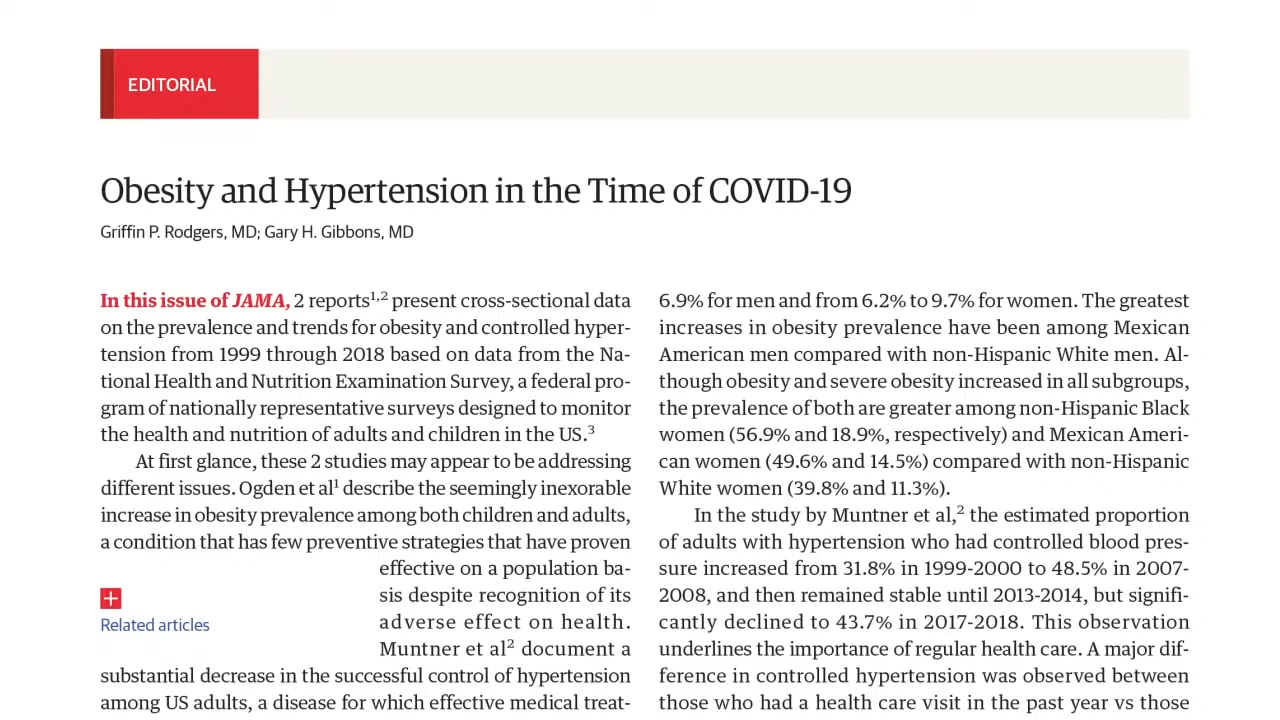 EDITORIAL
Obesity and Hypertension in the Time of COVID-19
Griffin P. Rodgers, MD; Gary H. Gibbons, MD
In this issue of JAMA, 2 reports1,2 present cross-sectional data
on the prevalence and trends for obesity and controlled hyper-
tension from 1999 through 2018 based on data from the Na-
tional Health and Nutrition Examination Survey, a federal pro-
gram of nationally representative surveys designed to monitor
the health and nutrition of adults and children in the US.3
At first glance, these 2 studies may appear to be addressing
different issues. Ogden et al1 describe the seemingly inexorable
increase in obesity prevalence among both children and adults,
a condition that has few preventive strategies that have proven
effective on a population ba-
sis despite recognition of its
adverse effect on health.
Muntner et al2 document a
Related articles
substantial decrease in the successful control of hypertension
among US adults, a disease for which effective medical treat-
6.9% for men and from 6.2% to 9.7% for women. The greatest
increases in obesity prevalence have been among Mexican
American men compared with non-Hispanic White men. Al-
though obesity and severe obesity increased in all subgroups,
the prevalence of both are greater among non-Hispanic Black
women (56.9% and 18.9%, respectively) and Mexican Ameri-
can women (49.6% and 14.5%) compared with non-Hispanic
White women (39.8% and 11.3%).
In the study by Muntner et al,2 the estimated proportion
of adults with hypertension who had controlled blood pres-
sure increased from 31.8% in 1999-2000 to 48.5% in 2007-
2008, and then remained stable until 2013-2014, but signifi-
cantly declined to 43.7% in 2017-2018. This observation
underlines the importance of regular health care. A major dif-
ference in controlled hypertension was observed between
those who had a health care visit in the past year vs those